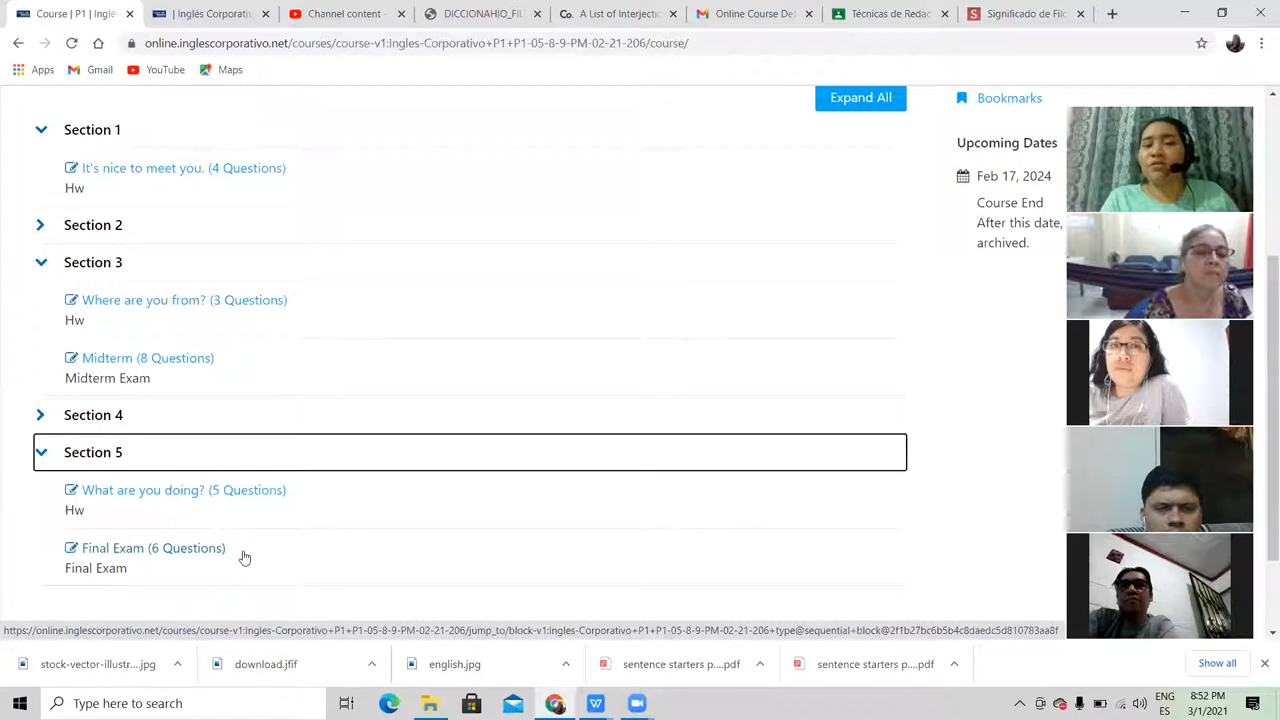 Course | P1 | Inglé
Inglés Corporativ
Channel content -
DICCIONAHIO_FIL
A List of Interjecti
Online Course Def
Técnicas de Redac
Significado de Filo
online.inglescorporativo.net/courses/course-v1:Ingles-Corporativo+P1+P1-05-8-9-PM-02-21-206/course/
Apps
Gmail
YouTube
Maps
Expand All
Bookmarks
Section 1
It's nice to meet you. (4 Questions)
Hw
Section 2
Section 3
Where are you from? (3 Questions)
Hw
Midterm (8 Questions)
Midterm Exam
Section 4
Section 5
What are you doing? (5 Questions)
Hw
Final Exam (6 Questions)
Final Exam
Upcoming Dates
Feb 17, 2024
Course End
After this date,
archived.
https://online.inglescorporativo.net/courses/course-v1:Ingles-Corporativo+P1+P1-05-8-9-PM-02-21-206/jump_to/block-v1:Ingles-Corporativo+P1+P1-05-8-9-PM-02-21-206+type@sequential+block@2f1b27bc6b5b4c8daedc5d810783aa8f
stock-vector-illustr....jpg
download.jfif
english.jpg
sentence starters p....pdf
sentence starters p....pdf
Show all
Type here to search
ENG
ES
8:52 PM
3/1/2021